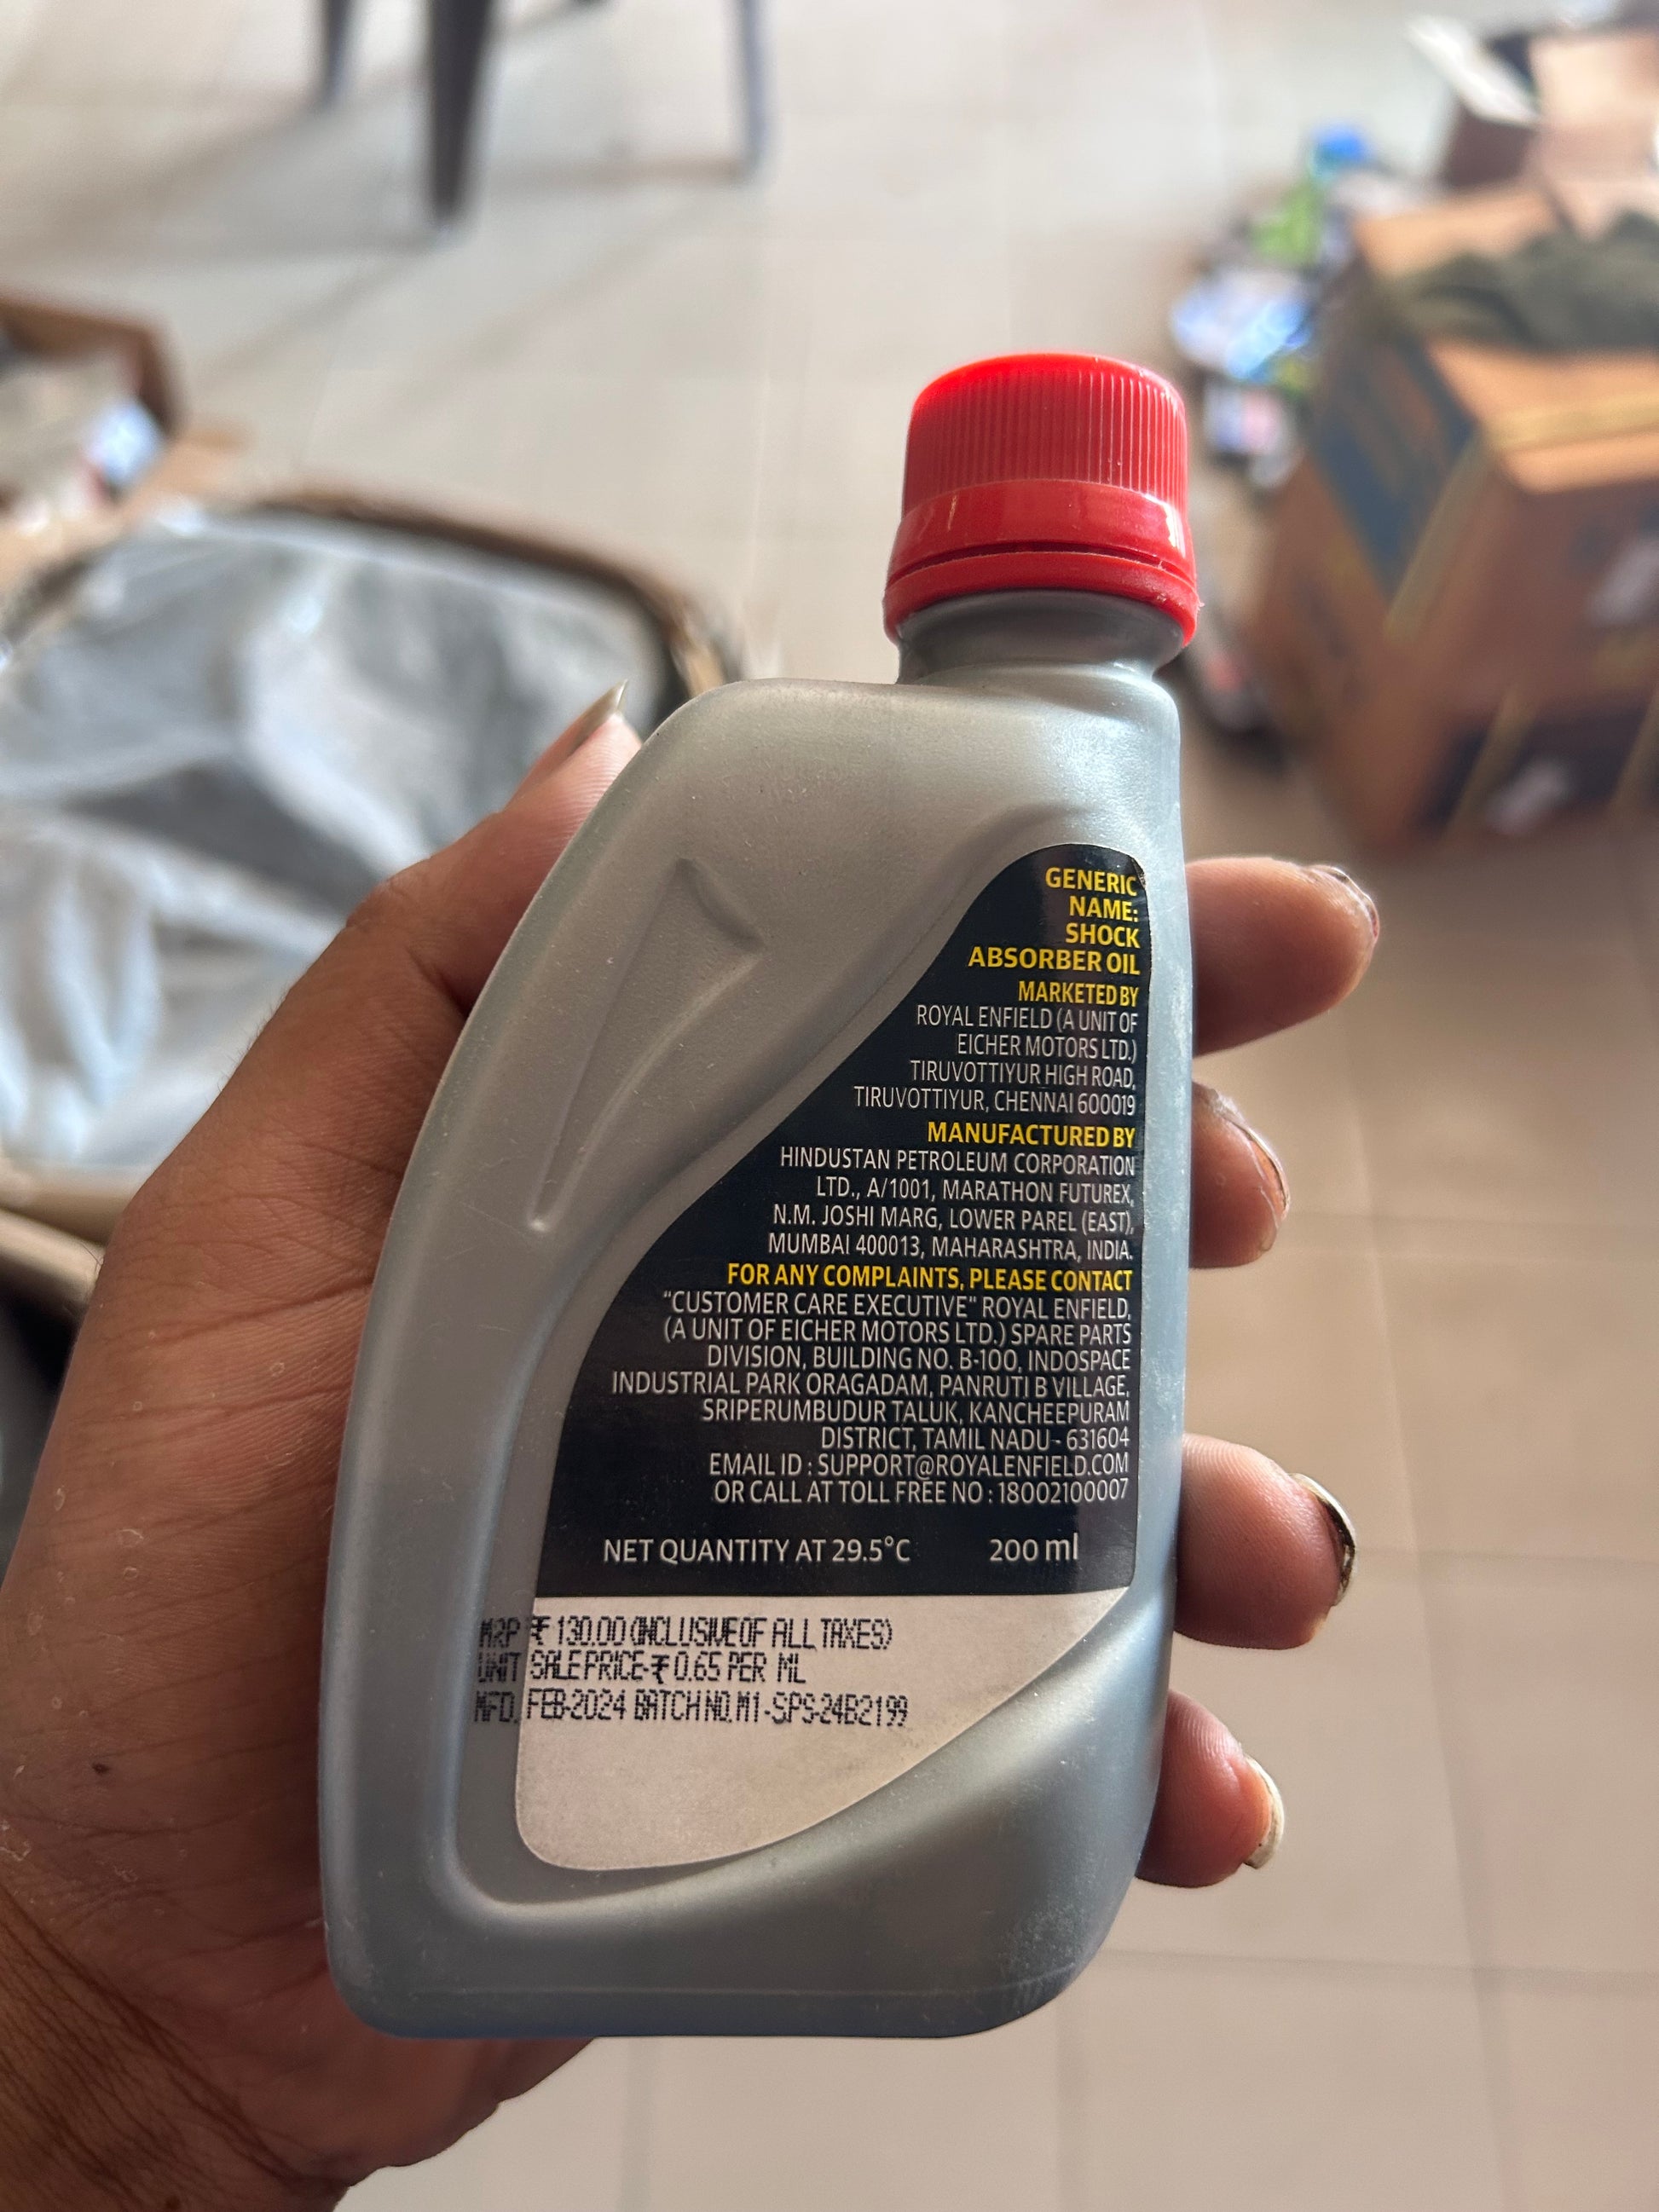 GENERIC
NAME:
SHOCK
ABSORBER OIL
MARKETED BY
ROYAL ENFIELD (A UNIT OF
EICHER MOTORS LTD.)
TIRUVOTTIYUR HIGH ROAD,
TIRUVOTTIYUR, CHENNAI 600019
MANUFACTURED BY
HINDUSTAN PETROLEUM CORPORATION
LTD., A/1001, MARATHON FUTUREX,
N.M. JOSHI MARG, LOWER PAREL (EAST),
MUMBAI 400013, MAHARASHTRA, INDIA.
FOR ANY COMPLAINTS, PLEASE CONTACT
"CUSTOMER CARE EXECUTIVE" ROYAL ENFIELD,
(A UNIT OF EICHER MOTORS LTD.) SPARE PARTS
DIVISION, BUILDING NO. B-100, INDOSPACE
INDUSTRIAL PARK ORAGADAM, PANRUTI B VILLAGE,
SRIPERUMBUDUR TALUK, KANCHEEPURAM
DISTRICT, TAMIL NADU - 631604
EMAIL ID : SUPPORT@ROYALENFIELD.COM
OR CALL AT TOLL FREE NO : 18002100007
NET QUANTITY AT 29.5°C 200 ml
MRP ₹ 130.00 (INCLUSIVE OF ALL TAXES)
UNIT SALE PRICE-₹ 0.65 PER ML
MFD. FEB-2024 BATCH NO. M1-SPS-24B2199